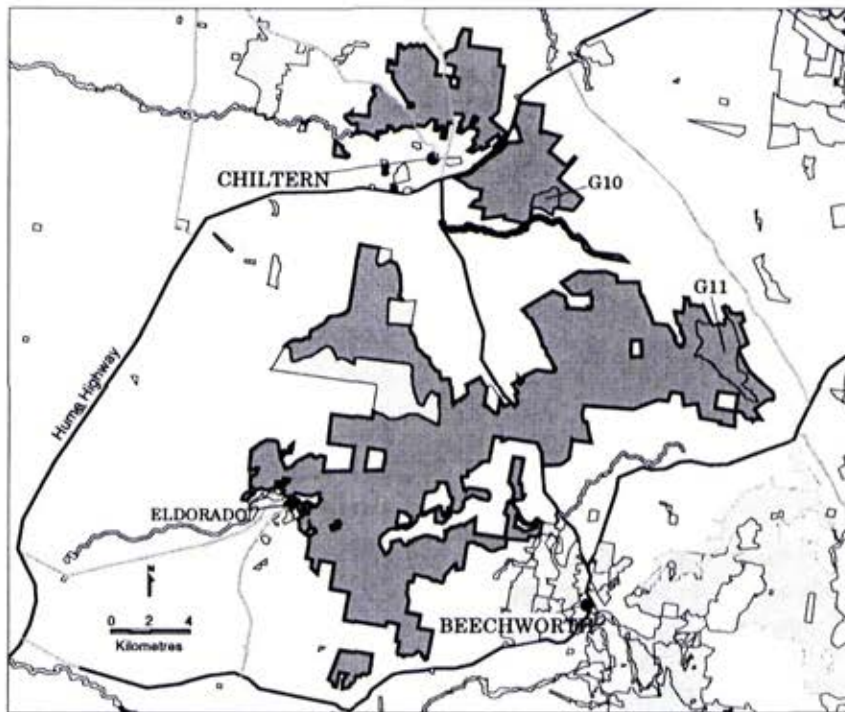 CHILTERN
G10
G11
Hume Highway
ELDORADO
N
0 2 4
Kilometres
BEECHWORTH